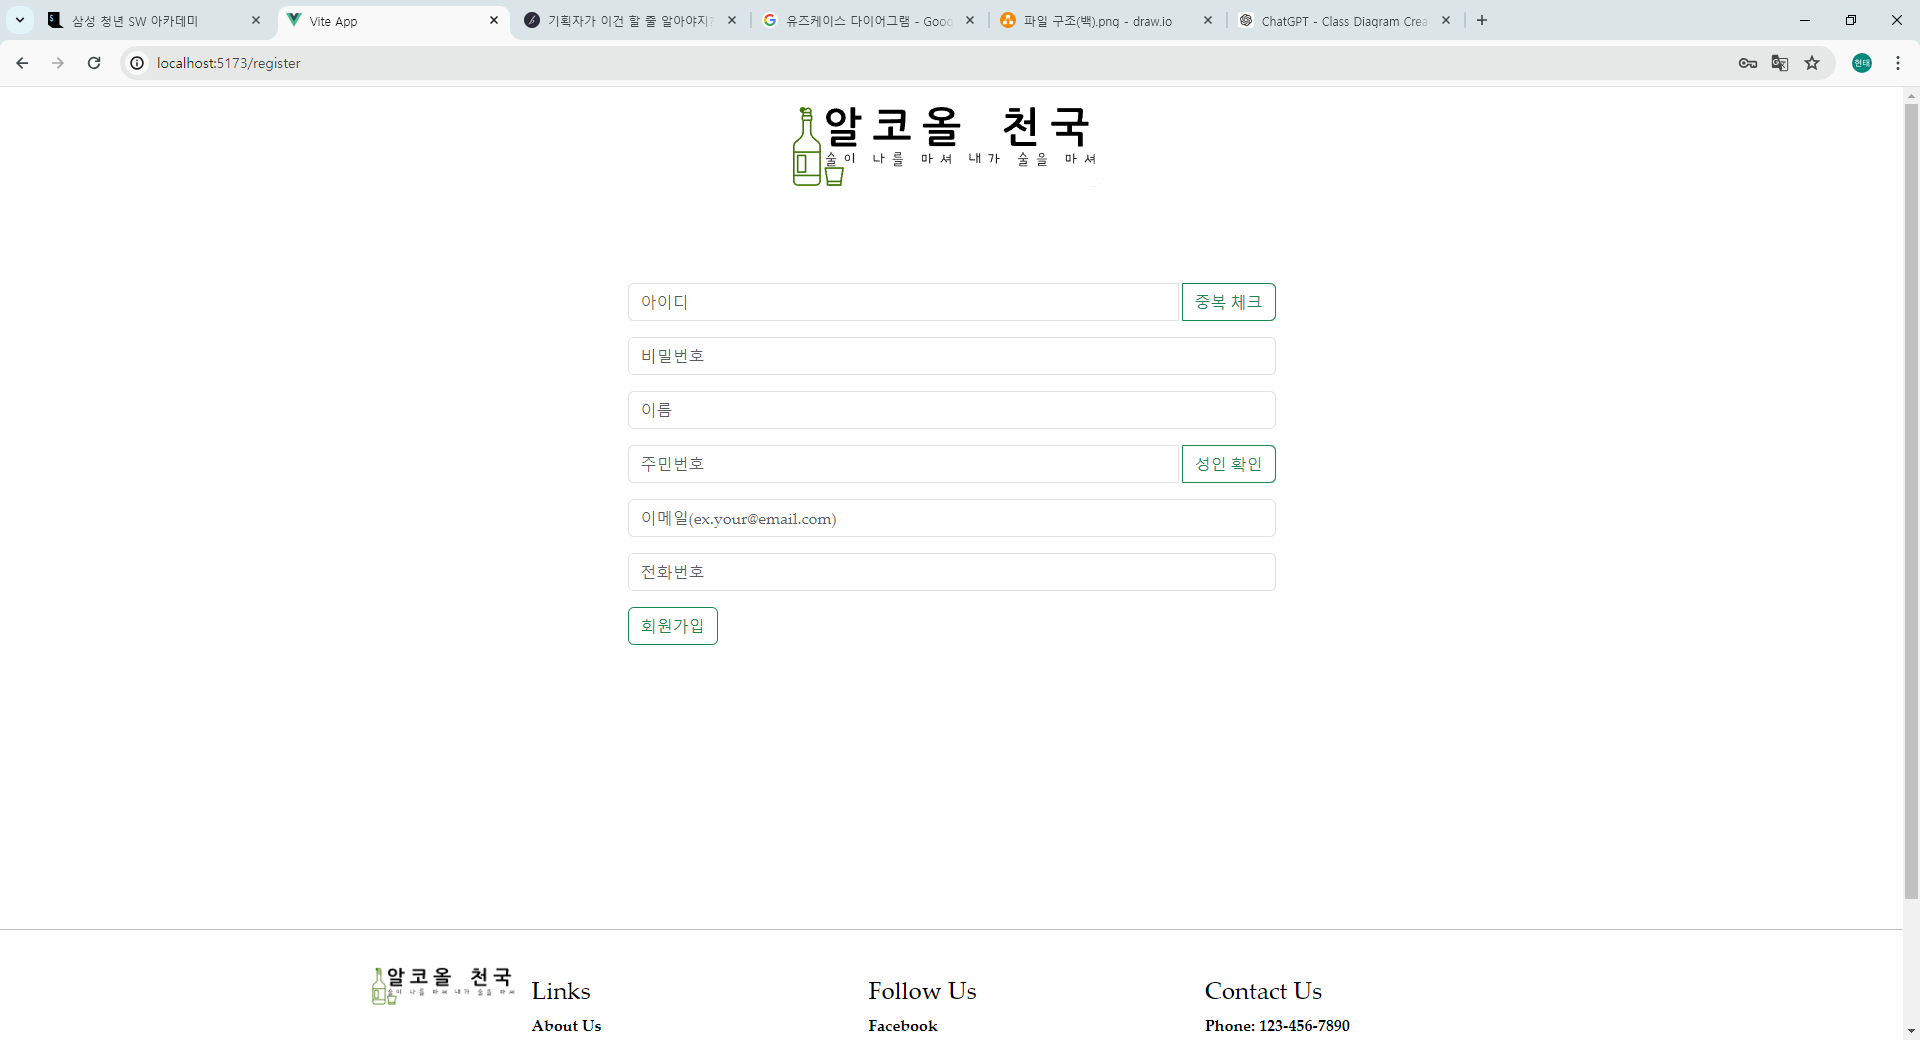 삼성 청년 SW 아카데미
Vite App
기획자가 이건 할 줄 알아야지?
유즈케이스 다이어그램 - Goog
파일 구조(백).png - draw.io
ChatGPT - Class Diagram Crea
localhost:5173/register
현태
알코올 천국
술이 나를 마셔 내가 술을 마셔
아이디
중복 체크
비밀번호
이름
주민번호
성인 확인
이메일(ex.your@email.com)
전화번호
회원가입
알코올 천국
술이 나를 마셔 내가 술을 마셔
Links
Follow Us
Contact Us
About Us
Facebook
Phone: 123-456-7890